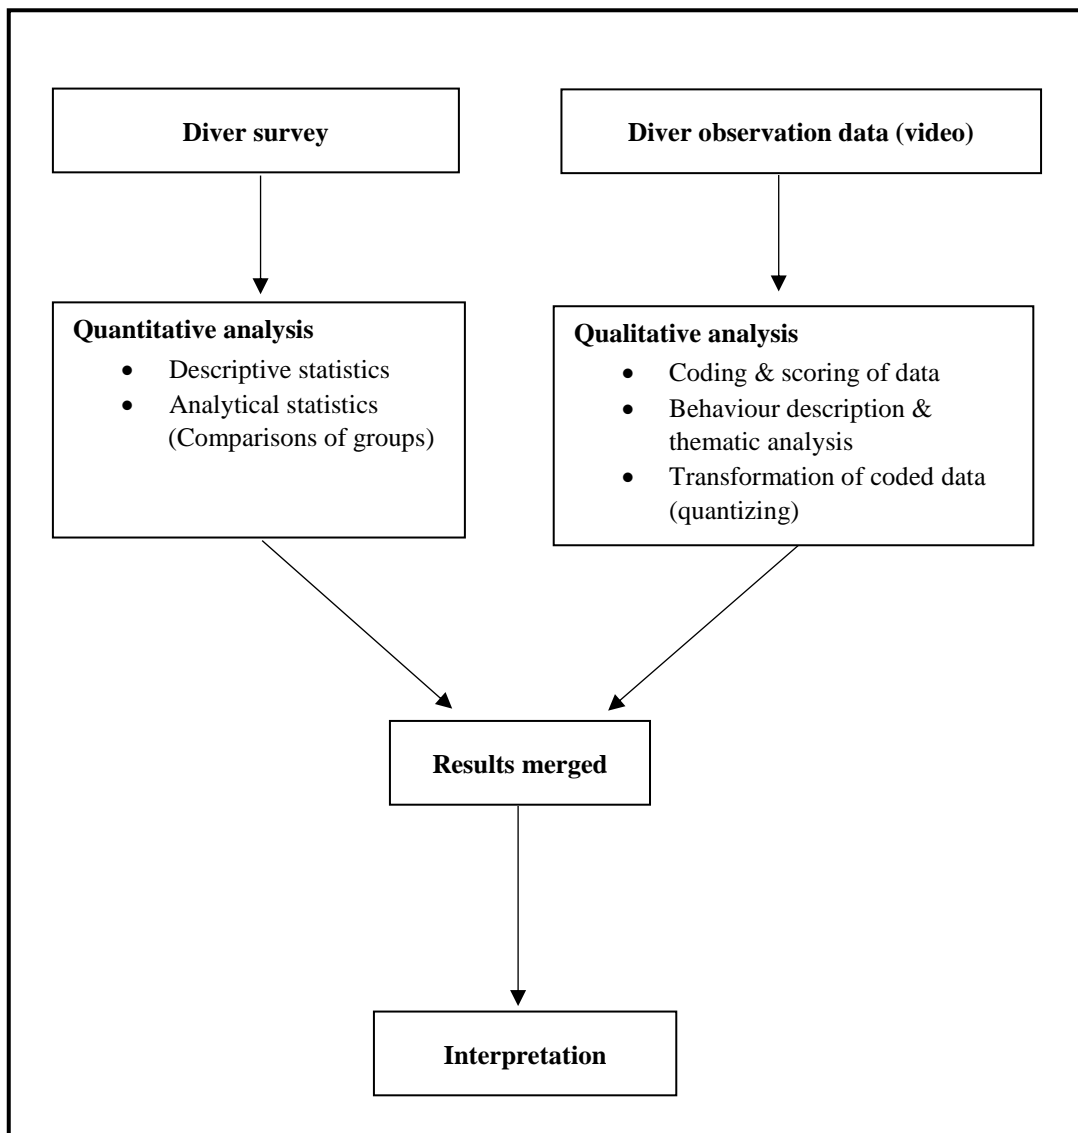 Diver survey
Diver observation data (video)
Quantitative analysis
• Descriptive statistics
• Analytical statistics
(Comparisons of groups)
Qualitative analysis
• Coding & scoring of data
• Behaviour description &
thematic analysis
• Transformation of coded data
(quantizing)
Results merged
Interpretation